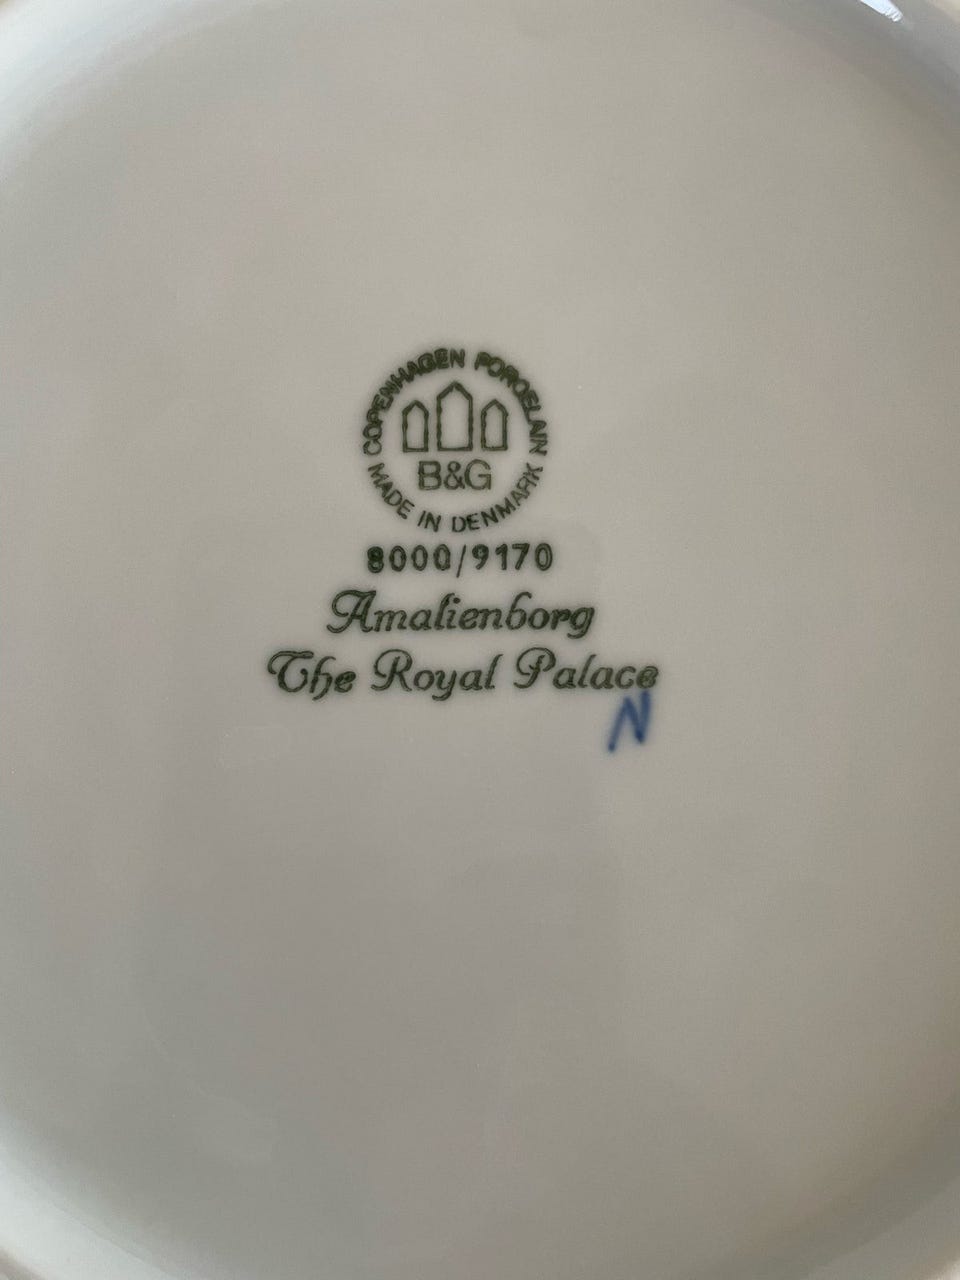 COPENHAGEN PORCELAIN
B&G
MADE IN DENMARK
8000/9170
Amalienborg
The Royal Palace
N